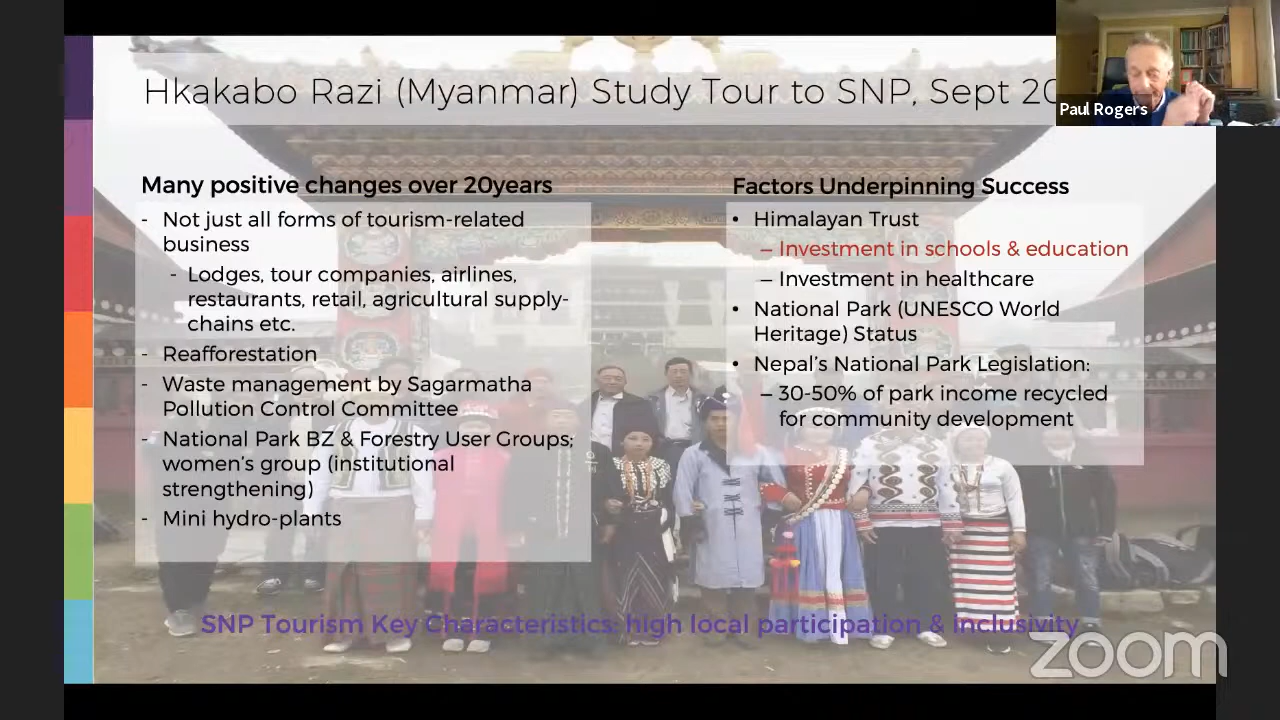 Hkakabo Razi (Myanmar) Study Tour to SNP, Sept 20
Paul Rogers
Many positive changes over 20years
- Not just all forms of tourism-related
business
- Lodges, tour companies, airlines,
restaurants, retail, agricultural supply-
chains etc.
- Reafforestation
- Waste management by Sagarmatha
Pollution Control Committee
- National Park BZ & Forestry User Groups;
women's group (institutional
strengthening)
- Mini hydro-plants
Factors Underpinning Success
• Himalayan Trust
– Investment in schools & education
– Investment in healthcare
• National Park (UNESCO World
Heritage) Status
• Nepal's National Park Legislation:
– 30-50% of park income recycled
for community development
SNP Tourism Key Characteristics: high local participation & inclusivity
zoom